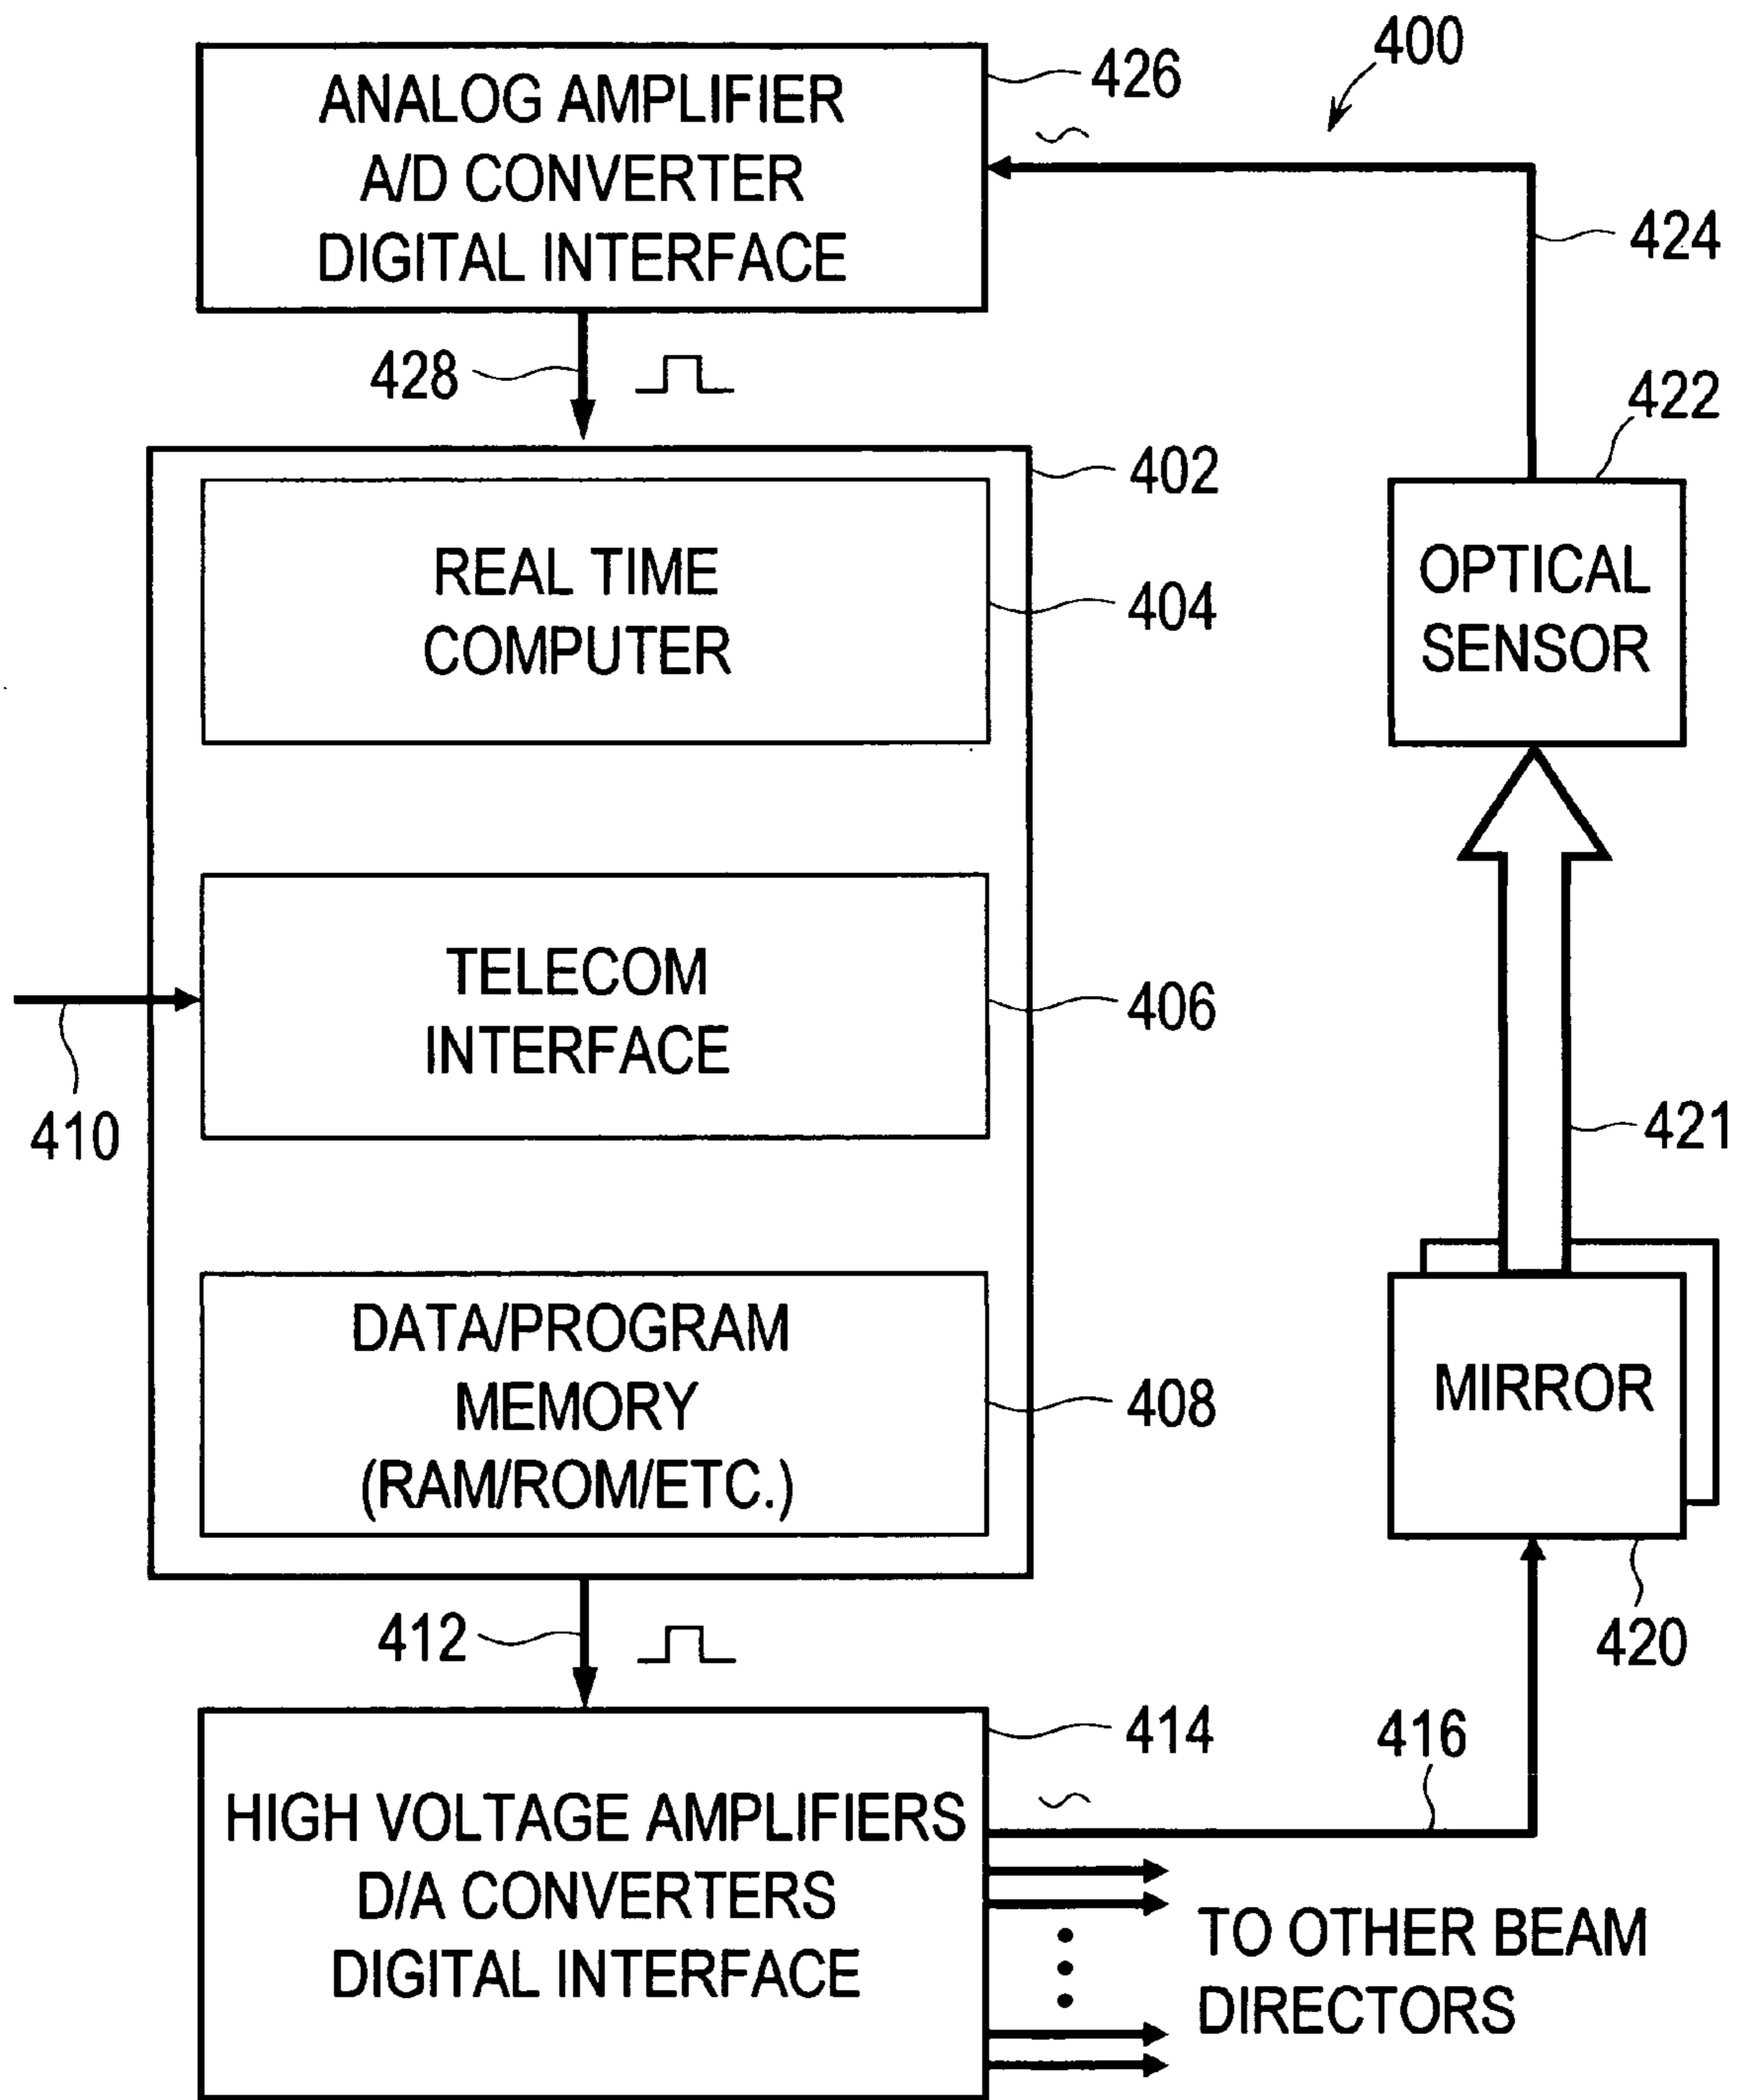 400
ANALOG AMPLIFIER
A/D CONVERTER
DIGITAL INTERFACE
426
424
428
402
REAL TIME
COMPUTER
404
422
OPTICAL
SENSOR
TELECOM
INTERFACE
406
410
421
DATA/PROGRAM
MEMORY
(RAM/ROM/ETC.)
408
MIRROR
420
412
414
416
HIGH VOLTAGE AMPLIFIERS
D/A CONVERTERS
DIGITAL INTERFACE
TO OTHER BEAM
DIRECTORS